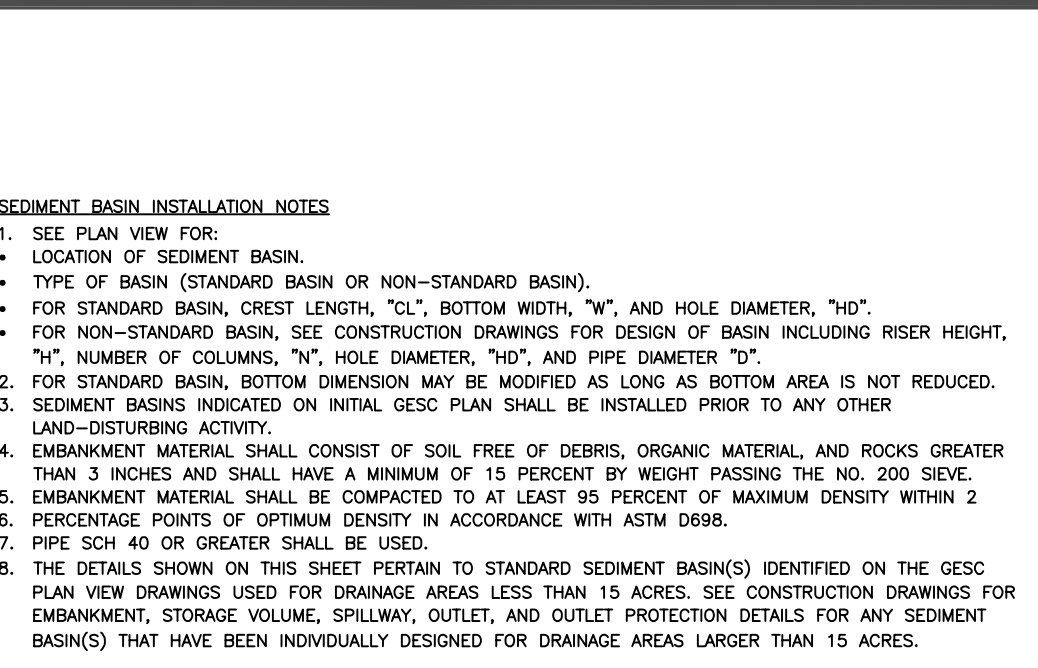 SEDIMENT BASIN INSTALLATION NOTES
1. SEE PLAN VIEW FOR:
• LOCATION OF SEDIMENT BASIN.
• TYPE OF BASIN (STANDARD BASIN OR NON-STANDARD BASIN).
• FOR STANDARD BASIN, CREST LENGTH, "CL", BOTTOM WIDTH, "W", AND HOLE DIAMETER, "HD".
• FOR NON-STANDARD BASIN, SEE CONSTRUCTION DRAWINGS FOR DESIGN OF BASIN INCLUDING RISER HEIGHT,
"H", NUMBER OF COLUMNS, "N", HOLE DIAMETER, "HD", AND PIPE DIAMETER "D".
2. FOR STANDARD BASIN, BOTTOM DIMENSION MAY BE MODIFIED AS LONG AS BOTTOM AREA IS NOT REDUCED.
3. SEDIMENT BASINS INDICATED ON INITIAL GESC PLAN SHALL BE INSTALLED PRIOR TO ANY OTHER
LAND-DISTURBING ACTIVITY.
4. EMBANKMENT MATERIAL SHALL CONSIST OF SOIL FREE OF DEBRIS, ORGANIC MATERIAL, AND ROCKS GREATER
THAN 3 INCHES AND SHALL HAVE A MINIMUM OF 15 PERCENT BY WEIGHT PASSING THE NO. 200 SIEVE.
5. EMBANKMENT MATERIAL SHALL BE COMPACTED TO AT LEAST 95 PERCENT OF MAXIMUM DENSITY WITHIN 2
6. PERCENTAGE POINTS OF OPTIMUM DENSITY IN ACCORDANCE WITH ASTM D698.
7. PIPE SCH 40 OR GREATER SHALL BE USED.
8. THE DETAILS SHOWN ON THIS SHEET PERTAIN TO STANDARD SEDIMENT BASIN(S) IDENTIFIED ON THE GESC
PLAN VIEW DRAWINGS USED FOR DRAINAGE AREAS LESS THAN 15 ACRES. SEE CONSTRUCTION DRAWINGS FOR
EMBANKMENT, STORAGE VOLUME, SPILLWAY, OUTLET, AND OUTLET PROTECTION DETAILS FOR ANY SEDIMENT
BASIN(S) THAT HAVE BEEN INDIVIDUALLY DESIGNED FOR DRAINAGE AREAS LARGER THAN 15 ACRES.